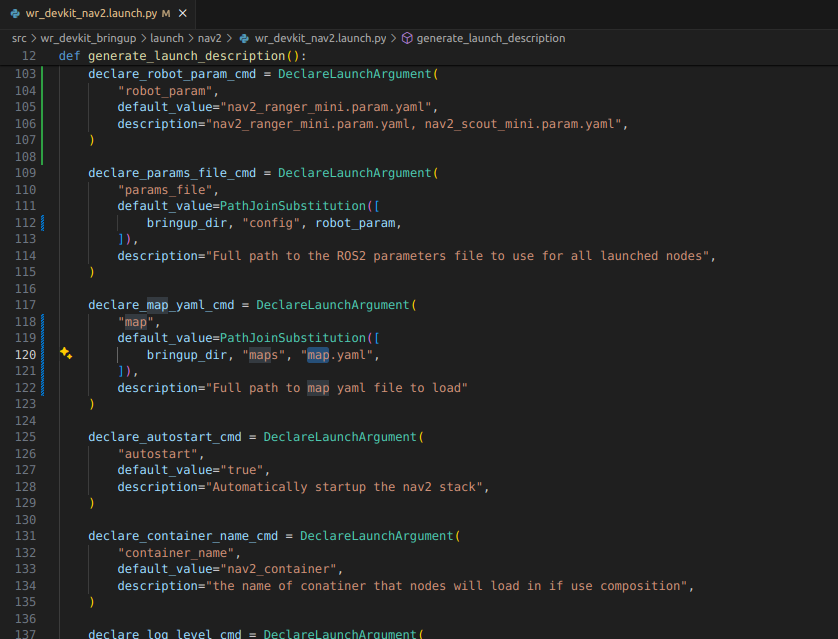 wr_devkit_nav2.launch.py M ×
src > wr_devkit_bringup > launch > nav2 > wr_devkit_nav2.launch.py > generate_launch_description
12 def generate_launch_description():
103 declare_robot_param_cmd = DeclareLaunchArgument(
104 "robot_param",
105 default_value="nav2_ranger_mini.param.yaml",
106 description="nav2_ranger_mini.param.yaml, nav2_scout_mini.param.yaml",
107 )
108
109 declare_params_file_cmd = DeclareLaunchArgument(
110 "params_file",
111 default_value=PathJoinSubstitution([
112 bringup_dir, "config", robot_param,
113 ]),
114 description="Full path to the ROS2 parameters file to use for all launched nodes",
115 )
116
117 declare_map_yaml_cmd = DeclareLaunchArgument(
118 "map",
119 default_value=PathJoinSubstitution([
120 bringup_dir, "maps", "map.yaml",
121 ]),
122 description="Full path to map yaml file to load"
123 )
124
125 declare_autostart_cmd = DeclareLaunchArgument(
126 "autostart",
127 default_value="true",
128 description="Automatically startup the nav2 stack",
129 )
130
131 declare_container_name_cmd = DeclareLaunchArgument(
132 "container_name",
133 default_value="nav2_container",
134 description="the name of conatiner that nodes will load in if use composition",
135 )
136
137 declare_log_level_cmd = DeclareLaunchArgument(